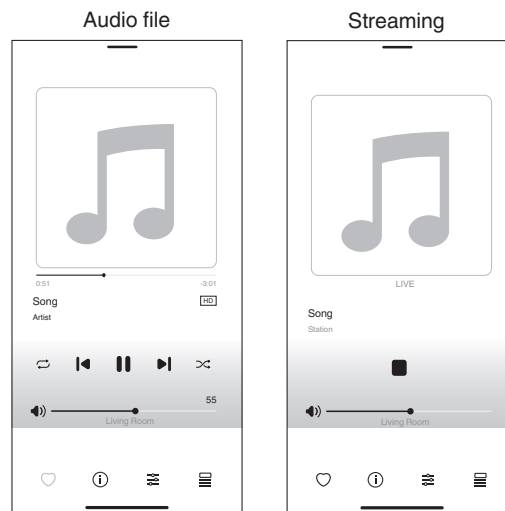 Audio file
0:51 -3:01
Song HD
Artist
55
Living Room
Streaming
LIVE
Song
Station
Living Room